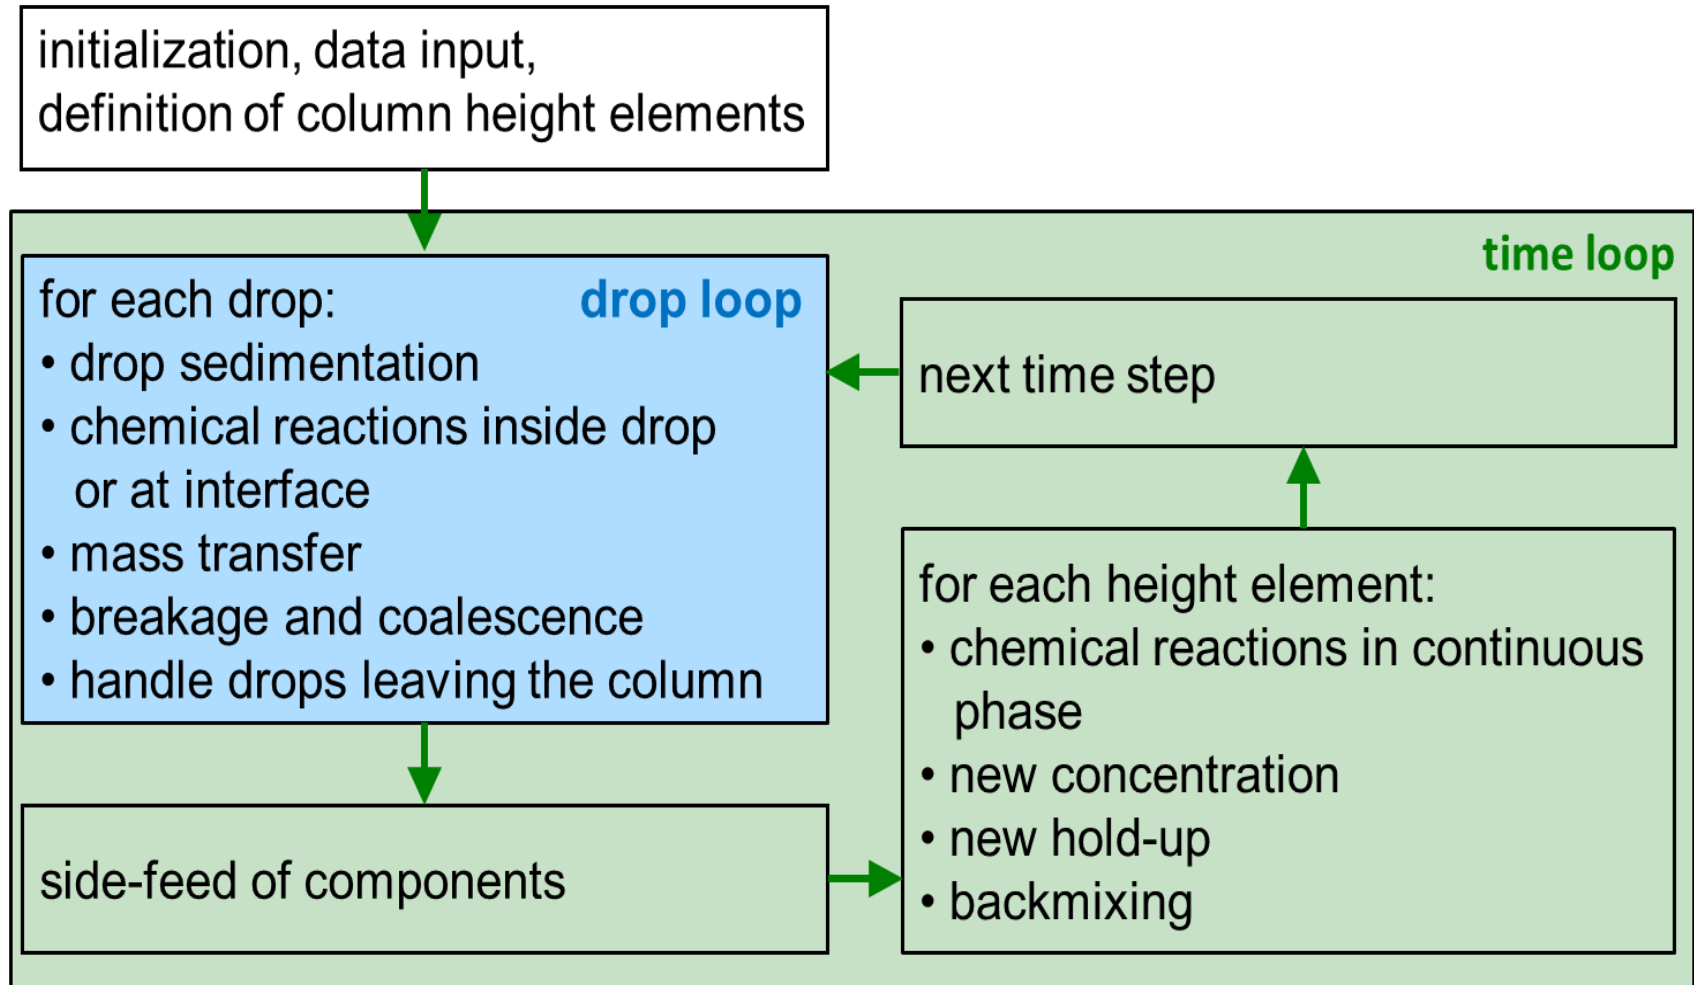 initialization, data input,
definition of column height elements
time loop
for each drop: drop loop
• drop sedimentation
• chemical reactions inside drop
or at interface
• mass transfer
• breakage and coalescence
• handle drops leaving the column
next time step
side-feed of components
for each height element:
• chemical reactions in continuous
phase
• new concentration
• new hold-up
• backmixing